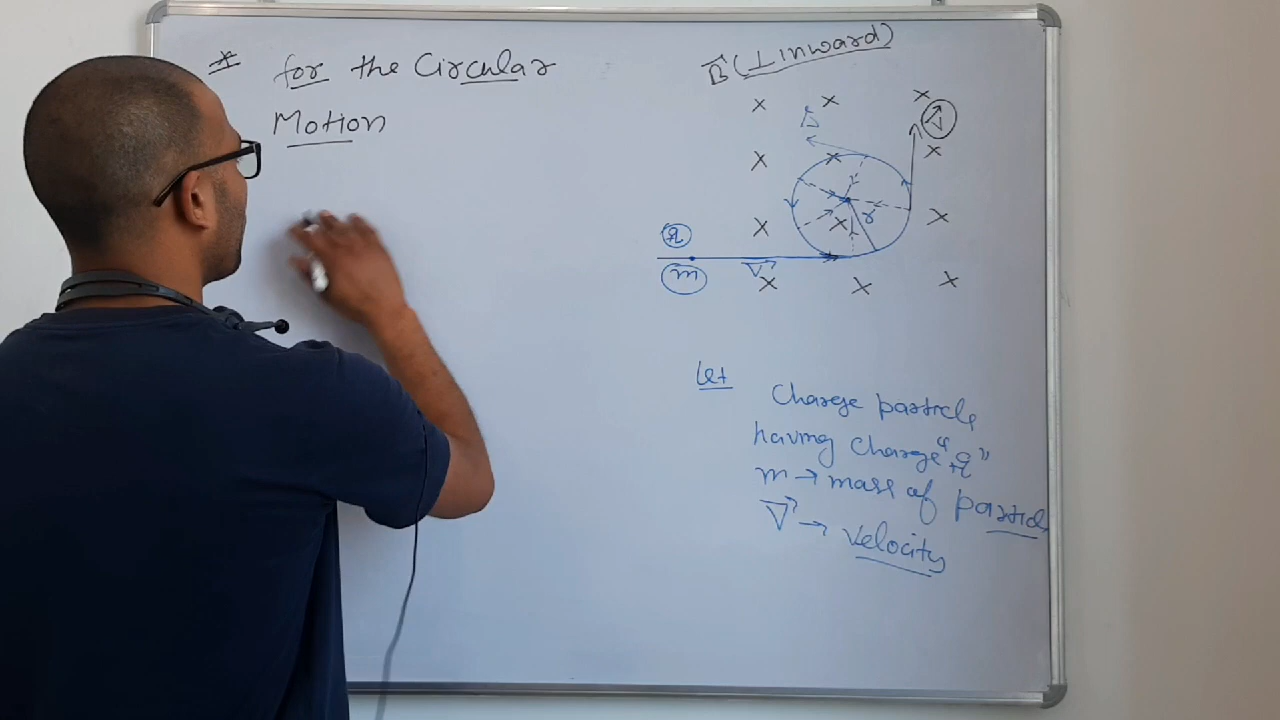 * for the Circular
Motion
B⃗ (⊥ inward)
V⃗
V⃗
r
q
m
V⃗
Let
Charge particle
having charge "+q"
m → mass of particle
V⃗ → Velocity